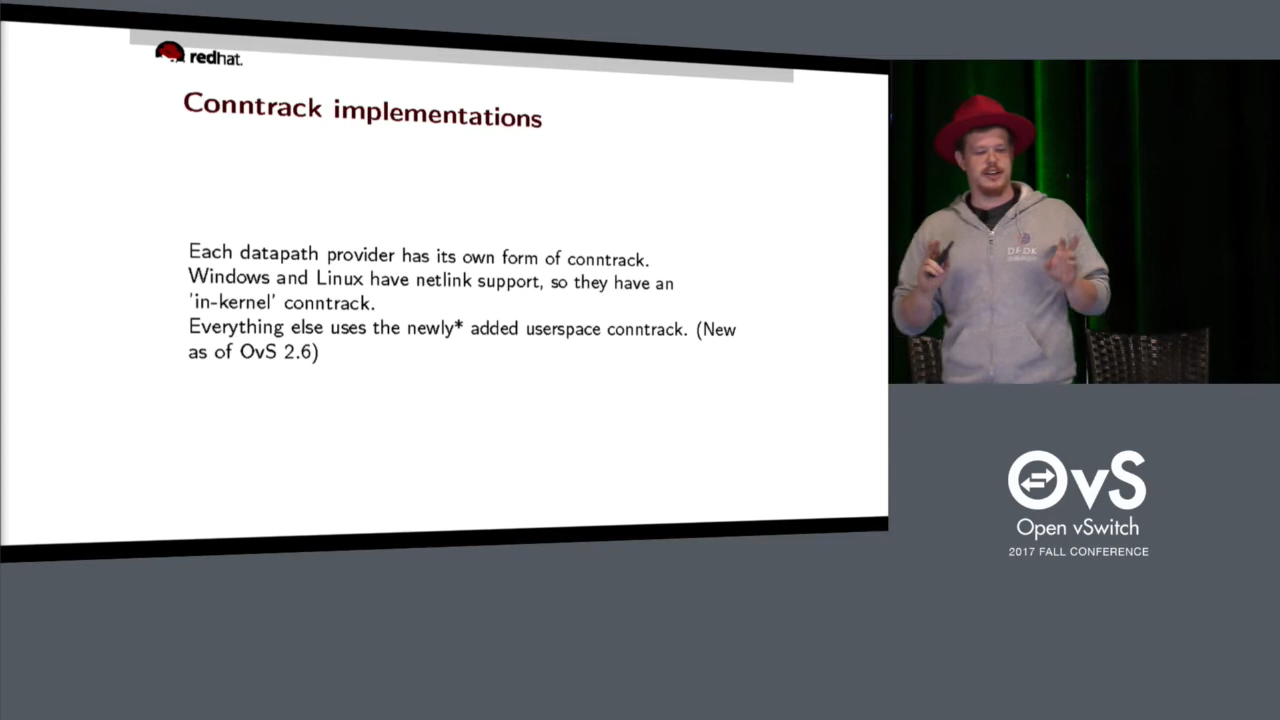 redhat.
Conntrack implementations
Each datapath provider has its own form of conntrack.
Windows and Linux have netlink support, so they have an
'in-kernel' conntrack.
Everything else uses the newly* added userspace conntrack. (New
as of OvS 2.6)
DPDK
OvS
Open vSwitch
2017 FALL CONFERENCE